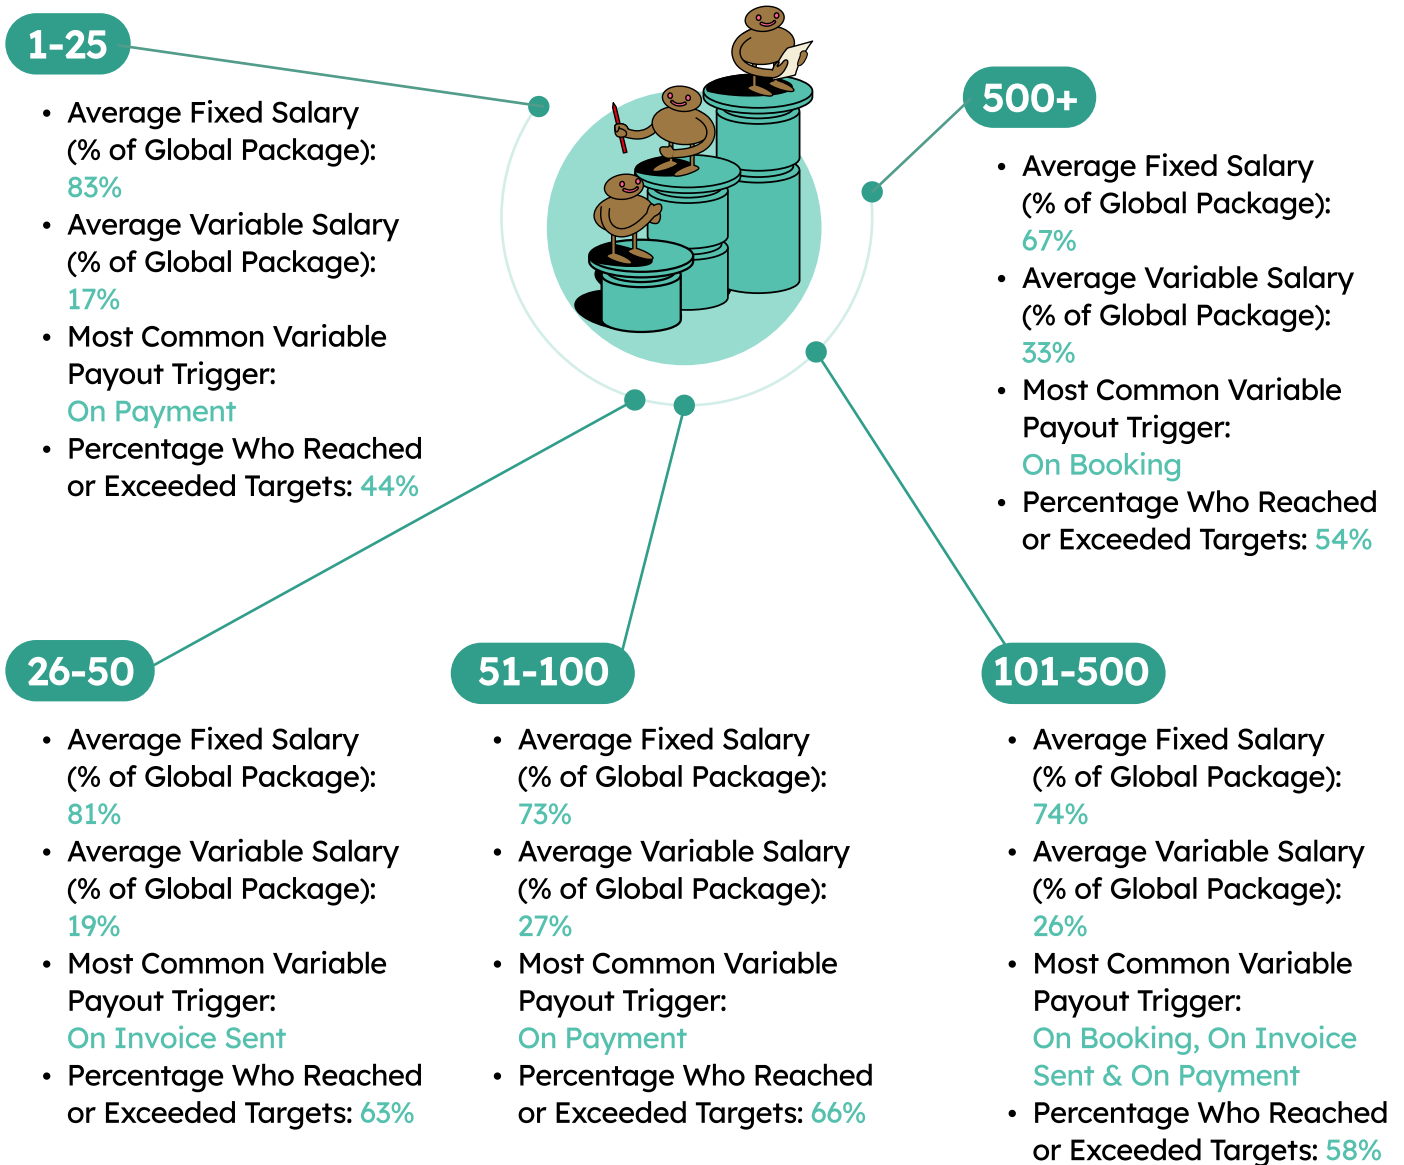 1-25
• Average Fixed Salary
(% of Global Package):
83%
• Average Variable Salary
(% of Global Package):
17%
• Most Common Variable
Payout Trigger:
On Payment
• Percentage Who Reached
or Exceeded Targets: 44%
500+
• Average Fixed Salary
(% of Global Package):
67%
• Average Variable Salary
(% of Global Package):
33%
• Most Common Variable
Payout Trigger:
On Booking
• Percentage Who Reached
or Exceeded Targets: 54%
26-50
• Average Fixed Salary
(% of Global Package):
81%
• Average Variable Salary
(% of Global Package):
19%
• Most Common Variable
Payout Trigger:
On Invoice Sent
• Percentage Who Reached
or Exceeded Targets: 63%
51-100
• Average Fixed Salary
(% of Global Package):
73%
• Average Variable Salary
(% of Global Package):
27%
• Most Common Variable
Payout Trigger:
On Payment
• Percentage Who Reached
or Exceeded Targets: 66%
101-500
• Average Fixed Salary
(% of Global Package):
74%
• Average Variable Salary
(% of Global Package):
26%
• Most Common Variable
Payout Trigger:
On Booking, On Invoice
Sent & On Payment
• Percentage Who Reached
or Exceeded Targets: 58%